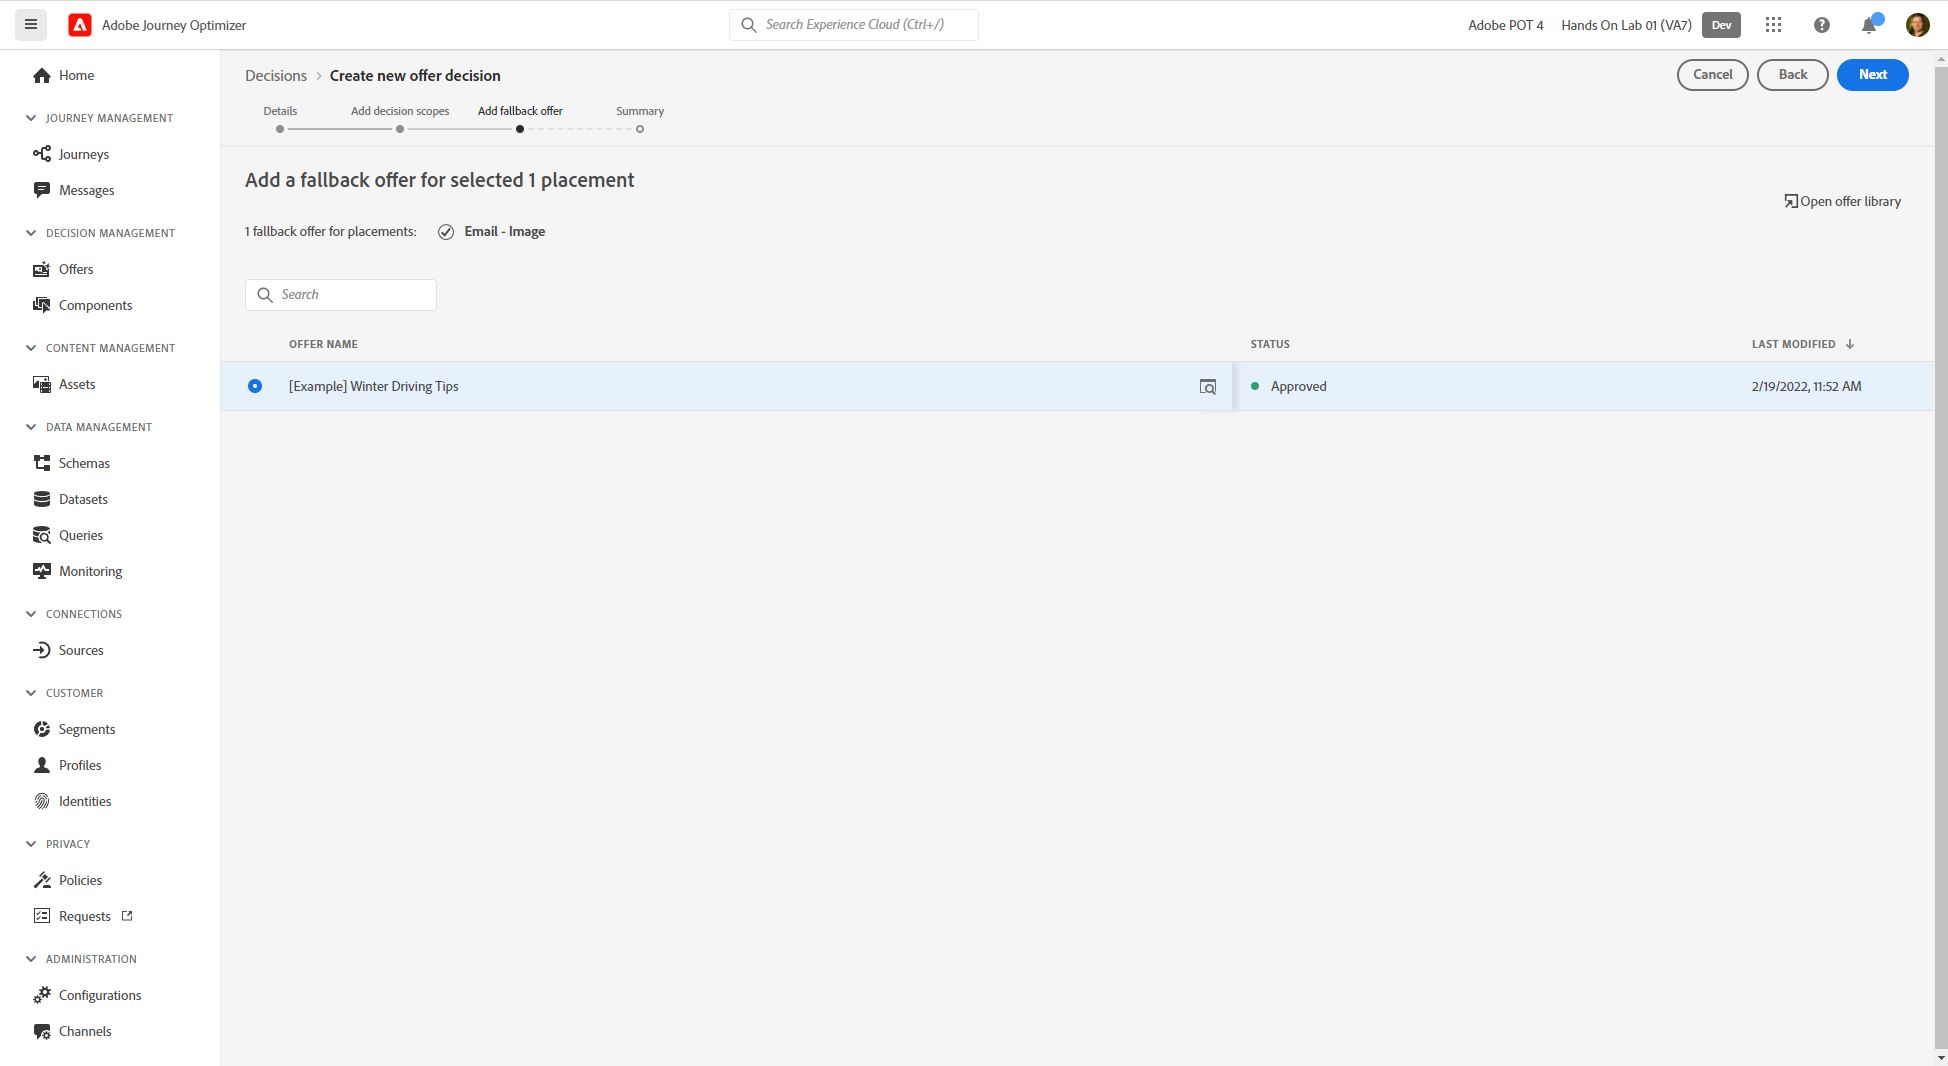 Adobe Journey Optimizer
Search Experience Cloud (Ctrl+/)
Adobe POT 4
Hands On Lab 01 (VA7)
Dev
Home
JOURNEY MANAGEMENT
Journeys
Messages
DECISION MANAGEMENT
Offers
Components
CONTENT MANAGEMENT
Assets
DATA MANAGEMENT
Schemas
Datasets
Queries
Monitoring
CONNECTIONS
Sources
CUSTOMER
Segments
Profiles
Identities
PRIVACY
Policies
Requests
ADMINISTRATION
Configurations
Channels
Decisions > Create new offer decision
Cancel
Back
Next
Details
Add decision scopes
Add fallback offer
Summary
Add a fallback offer for selected 1 placement
Open offer library
1 fallback offer for placements: Email - Image
Search
OFFER NAME STATUS LAST MODIFIED
[Example] Winter Driving Tips Approved 2/19/2022, 11:52 AM